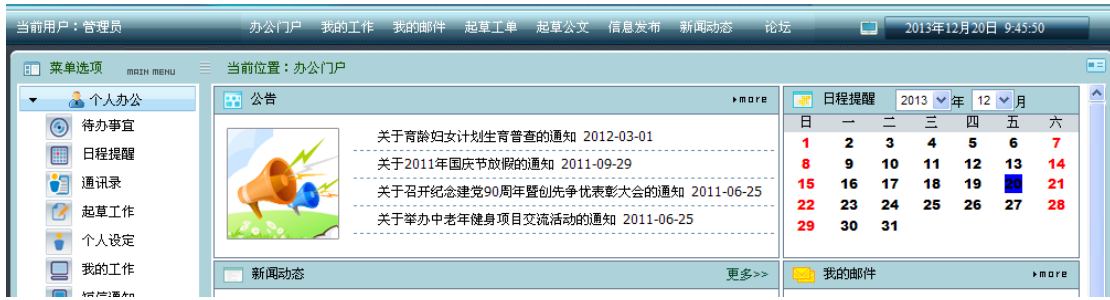 当前用户：管理员 办公门户 我的工作 我的邮件 起草工单 起草公文 信息发布 新闻动态 论坛 2013年12月20日 9:45:50
菜单选项 MAIN MENU 当前位置：办公门户
个人办公
待办事宜
日程提醒
通讯录
起草工作
个人设定
我的工作
短信通知
公告 more
关于育龄妇女计划生育普查的通知 2012-03-01
关于2011年国庆节放假的通知 2011-09-29
关于召开纪念建党90周年暨创先争优表彰大会的通知 2011-06-25
关于举办中老年健身项目交流活动的通知 2011-06-25
日程提醒 2013 年 12 月
日 一 二 三 四 五 六
1 2 3 4 5 6 7
8 9 10 11 12 13 14
15 16 17 18 19 20 21
22 23 24 25 26 27 28
29 30 31
新闻动态 更多>>
我的邮件 more